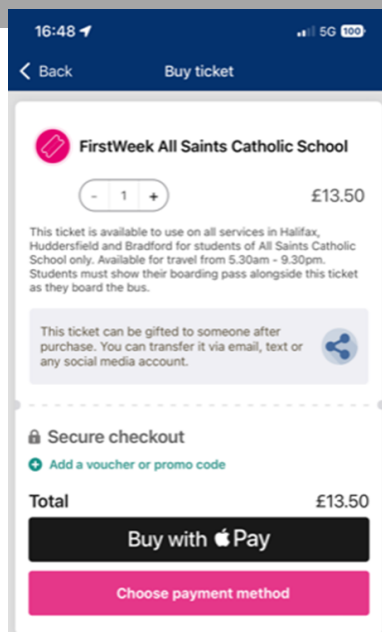 16:48
5G 100
Back
Buy ticket
FirstWeek All Saints Catholic School
- 1 +
£13.50
This ticket is available to use on all services in Halifax,
Huddersfield and Bradford for students of All Saints Catholic
School only. Available for travel from 5.30am - 9.30pm.
Students must show their boarding pass alongside this ticket
as they board the bus.
This ticket can be gifted to someone after
purchase. You can transfer it via email, text or
any social media account.
Secure checkout
Add a voucher or promo code
Total
£13.50
Buy with Pay
Choose payment method